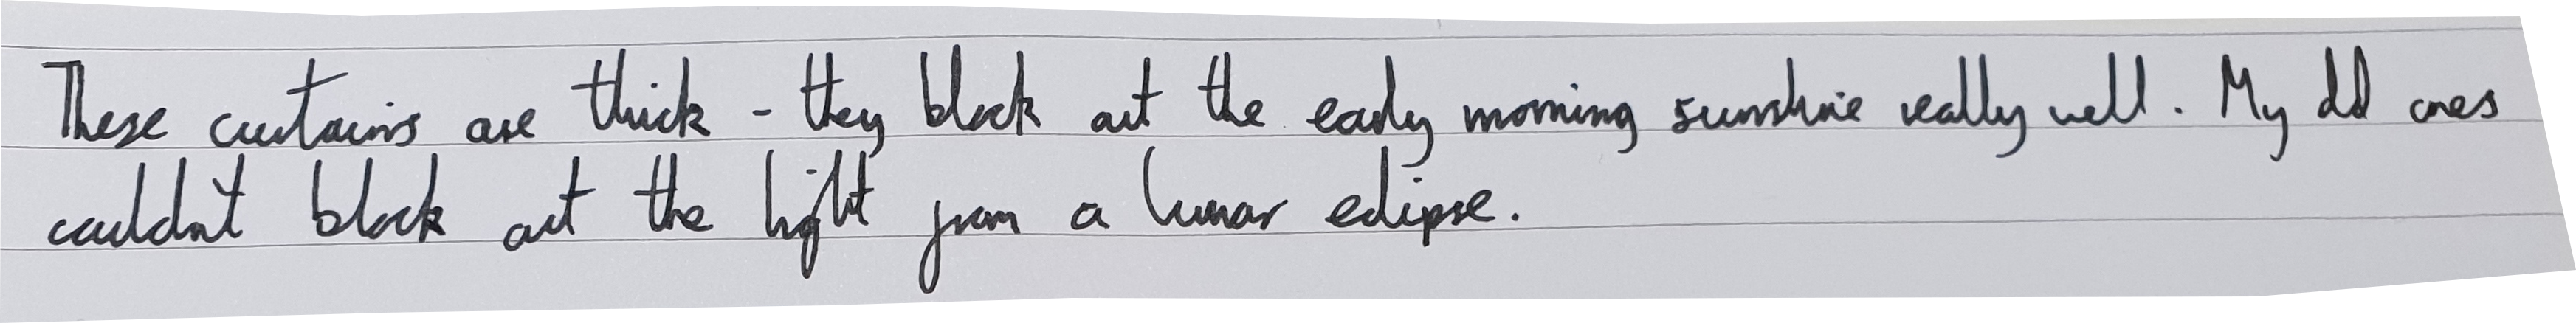 These curtains are thick - they block out the early morning sunshine really well. My old ones
couldn't block out the light from a lunar eclipse.